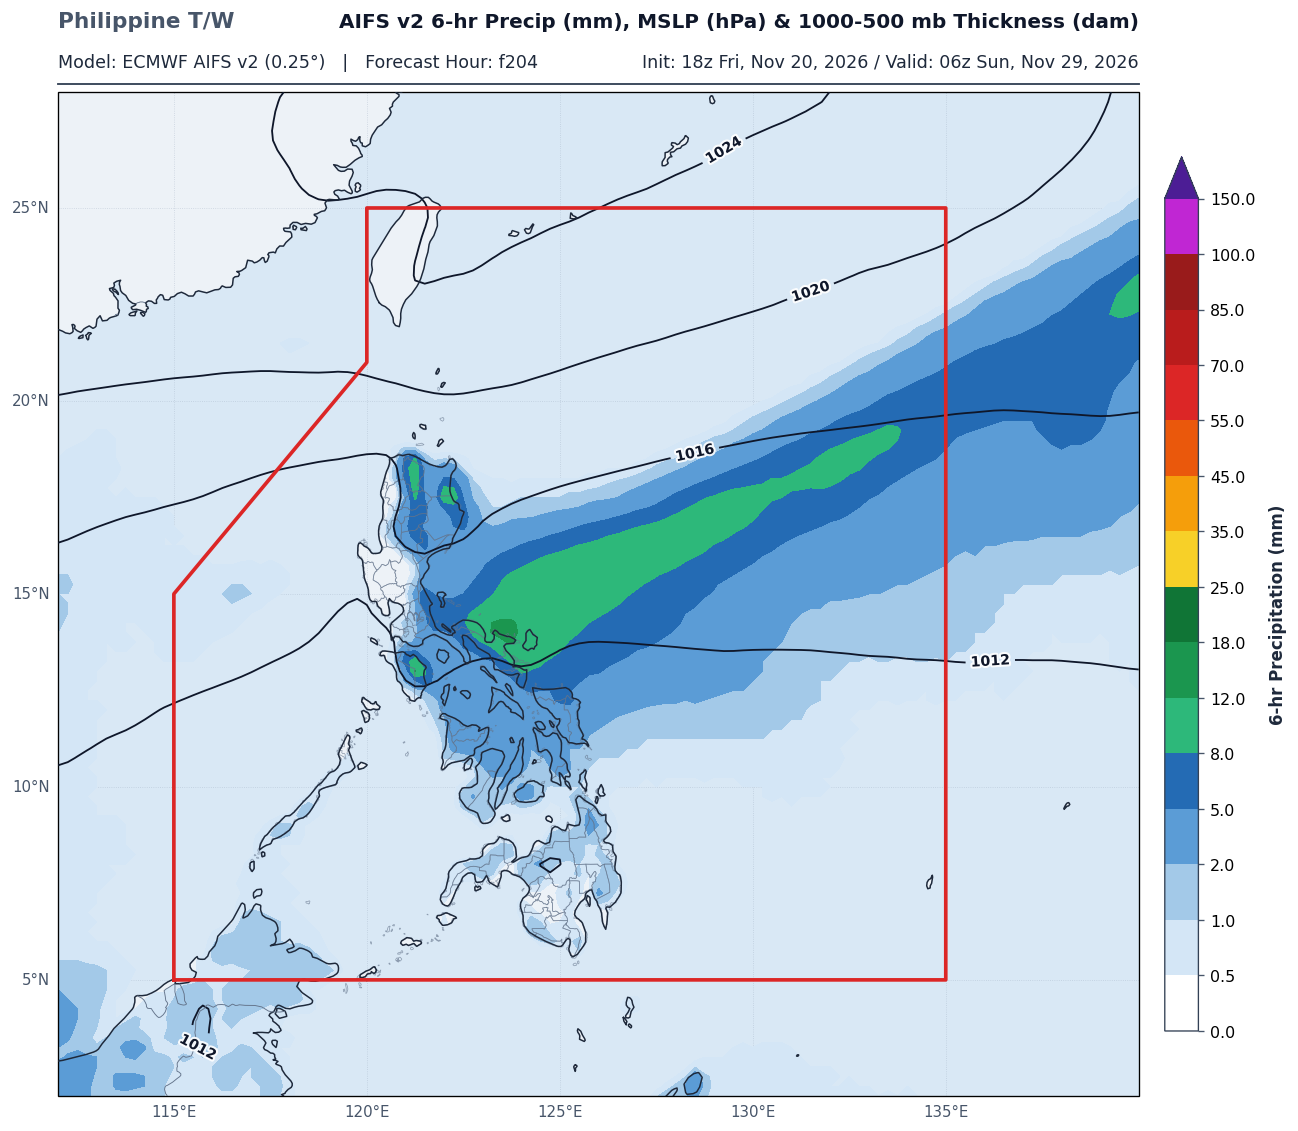 Philippine T/W
AIFS v2 6-hr Precip (mm), MSLP (hPa) & 1000-500 mb Thickness (dam)
Model: ECMWF AIFS v2 (0.25°) | Forecast Hour: f204
Init: 18z Fri, Nov 20, 2026 / Valid: 06z Sun, Nov 29, 2026
1024
1020
1016
1012
1012
25°N
20°N
15°N
10°N
5°N
115°E
120°E
125°E
130°E
135°E
150.0
100.0
85.0
70.0
55.0
45.0
35.0
25.0
18.0
12.0
8.0
5.0
2.0
1.0
0.5
0.0
6-hr Precipitation (mm)